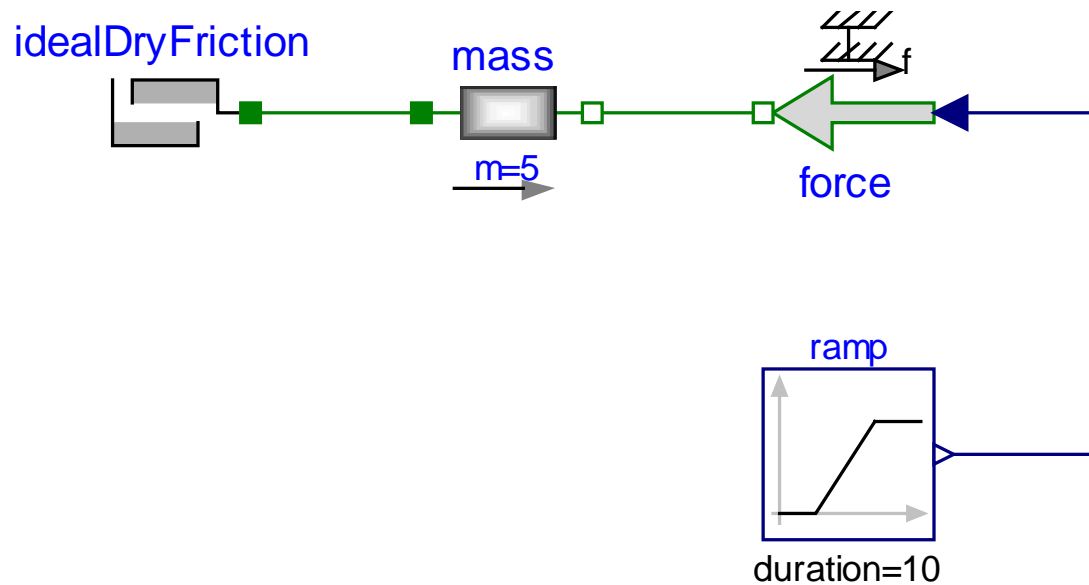 idealDryFriction
mass
f
m=5
force
ramp
duration=10